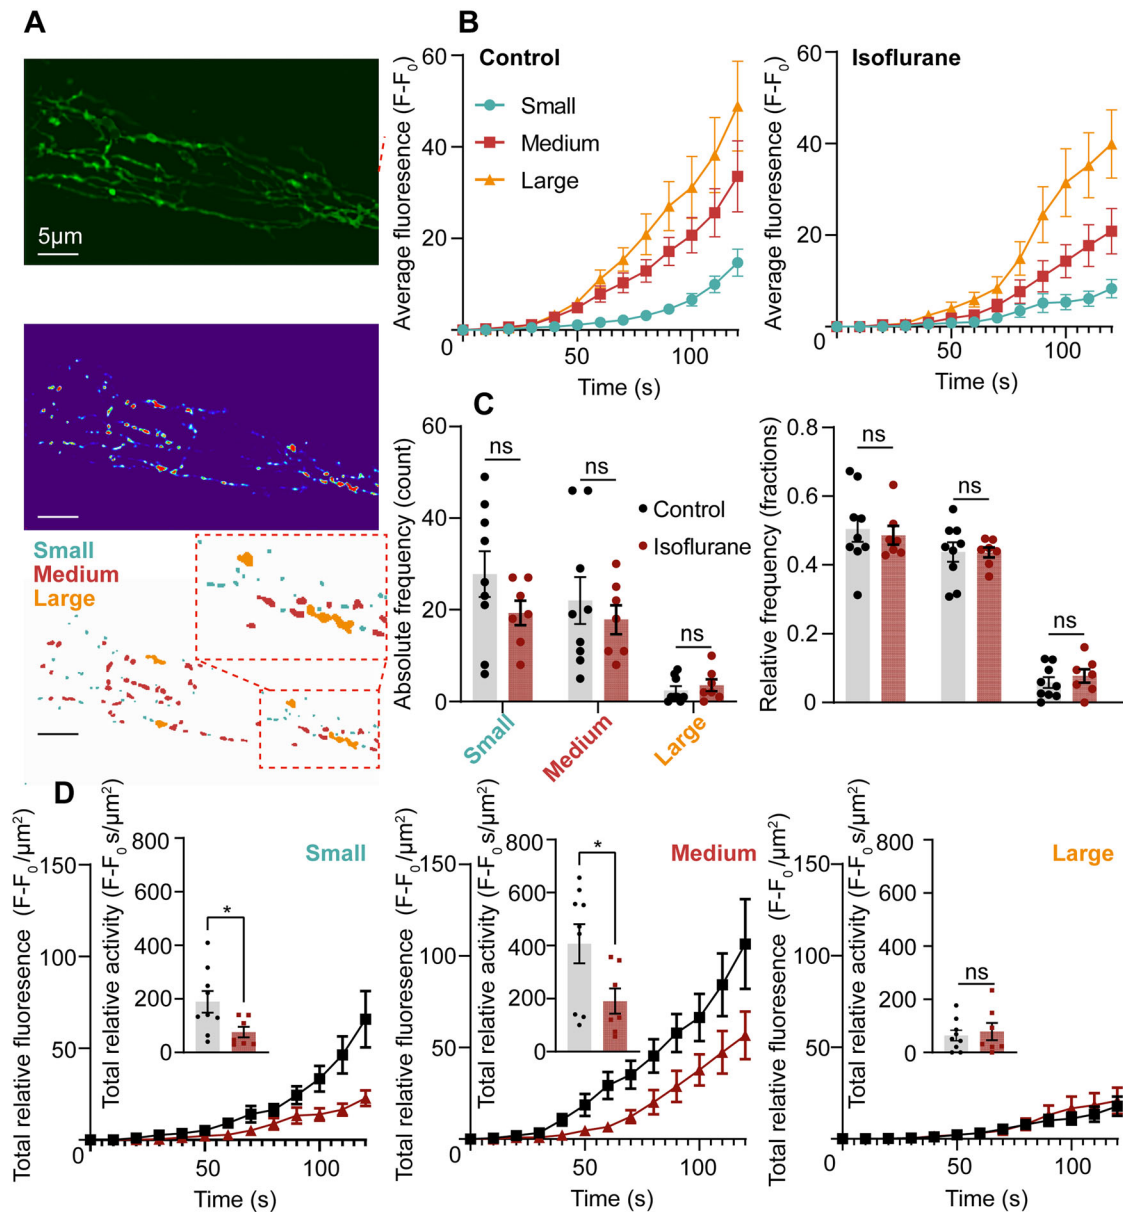 A
5µm
Small
Medium
Large
B
Average fluoresence (F-F0)
60
40
20
0
50
100
Time (s)
Control
Small
Medium
Large
Average fluoresence (F-F0)
60
40
20
0
50
100
Time (s)
Isoflurane
C
Absolute frequency (count)
60
40
20
0
ns
ns
ns
Control
Isoflurane
Small
Medium
Large
Relative frequency (fractions)
0.8
0.6
0.4
0.2
0
ns
ns
ns
D
Total relative fluoresence (F-F0/µm2)
150
100
50
0
50
100
Time (s)
Total relative activity (F-F0 s/µm2)
800
600
400
200
0
*
Small
Total relative fluoresence (F-F0/µm2)
150
100
50
0
50
100
Time (s)
Total relative activity (F-F0 s/µm2)
800
600
400
200
0
*
Medium
Total relative fluoresence (F-F0/µm2)
150
100
50
0
50
100
Time (s)
Total relative activity (F-F0 s/µm2)
800
600
400
200
0
ns
Large